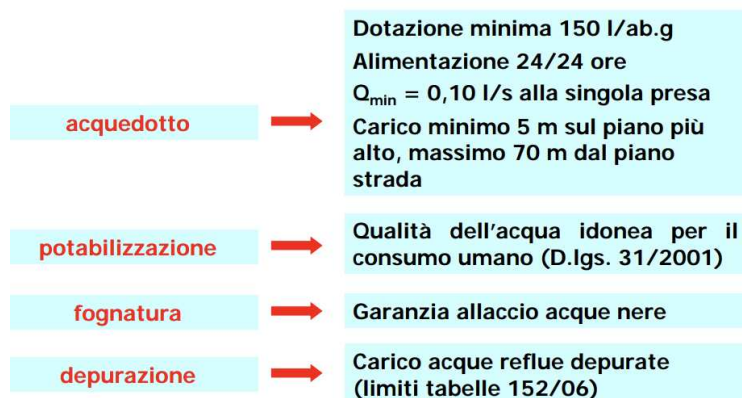 acquedotto
Dotazione minima 150 l/ab.g
Alimentazione 24/24 ore
Qmin = 0,10 l/s alla singola presa
Carico minimo 5 m sul piano più
alto, massimo 70 m dal piano
strada
potabilizzazione
Qualità dell'acqua idonea per il
consumo umano (D.lgs. 31/2001)
fognatura
Garanzia allaccio acque nere
depurazione
Carico acque reflue depurate
(limiti tabelle 152/06)